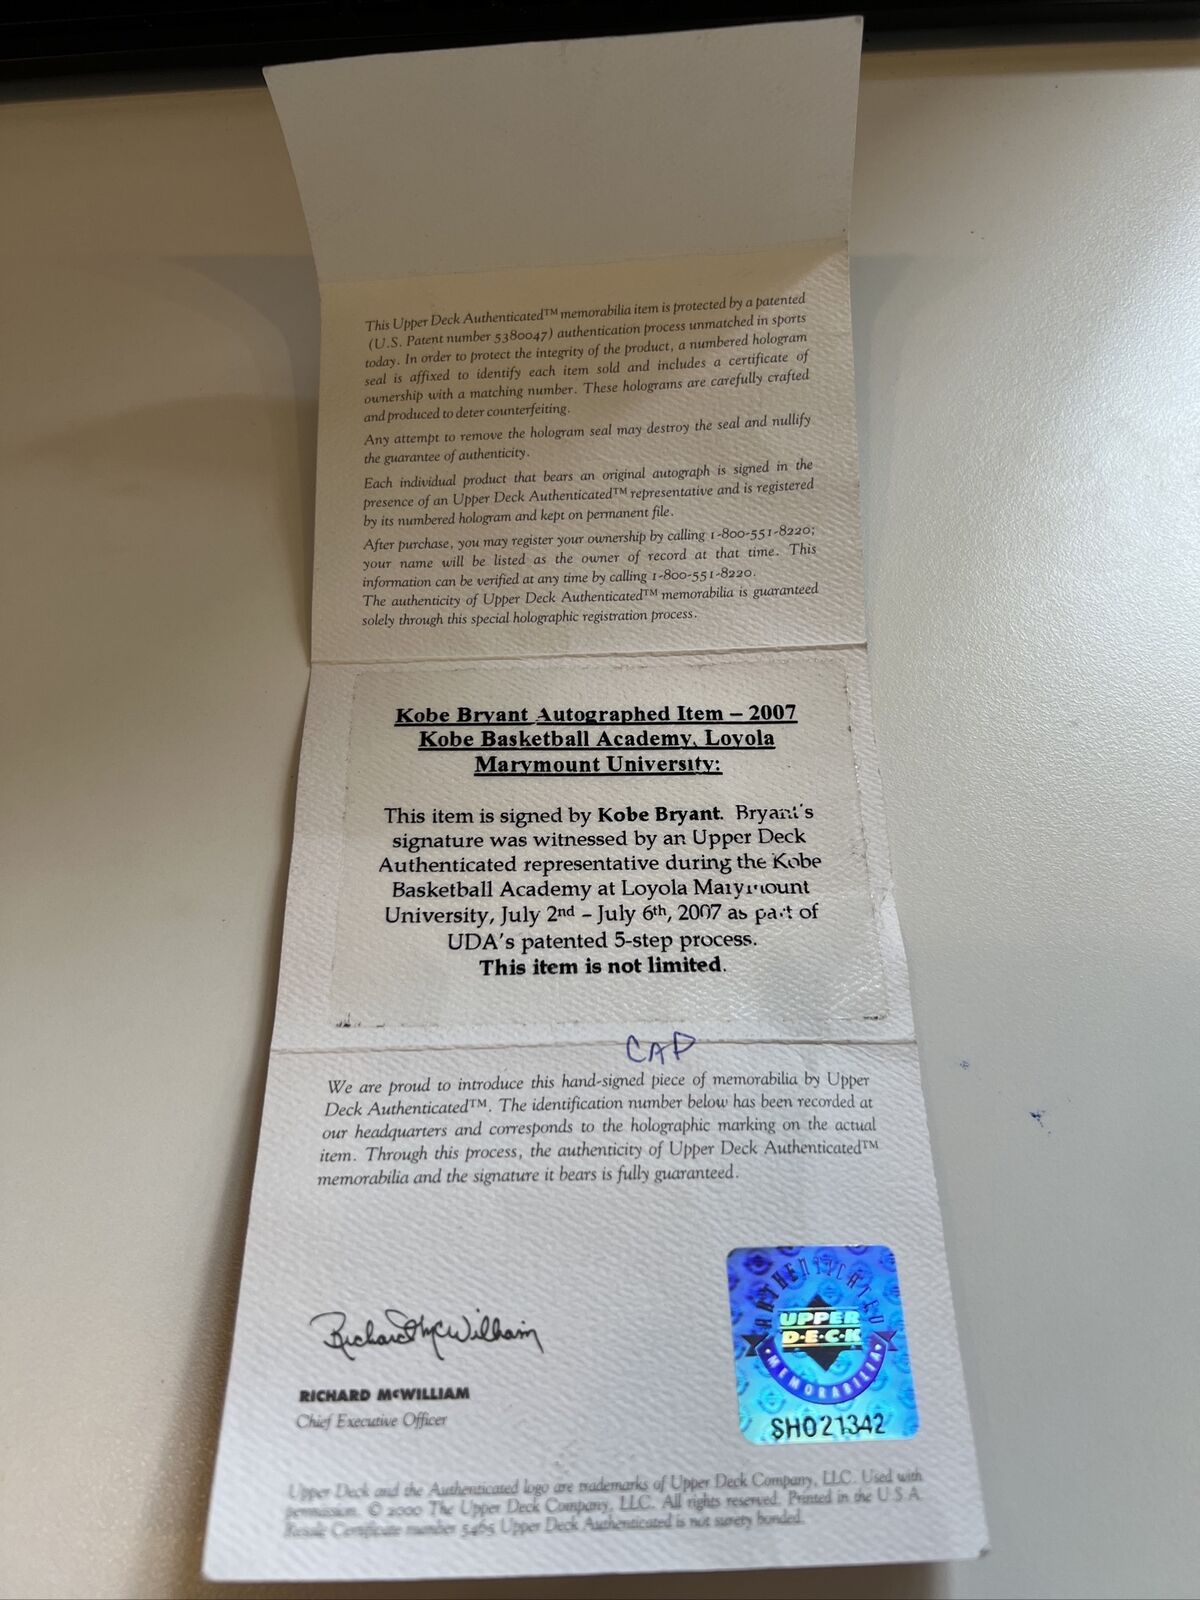 This Upper Deck Authenticated™ memorabilia item is protected by a patented
(U.S. Patent number 5380047) authentication process unmatched in sports
today. In order to protect the integrity of the product, a numbered hologram
seal is affixed to identify each item sold and includes a certificate of
ownership with a matching number. These holograms are carefully crafted
and produced to deter counterfeiting.
Any attempt to remove the hologram seal may destroy the seal and nullify
the guarantee of authenticity.
Each individual product that bears an original autograph is signed in the
presence of an Upper Deck Authenticated™ representative and is registered
by its numbered hologram and kept on permanent file.
After purchase, you may register your ownership by calling 1-800-551-8220;
your name will be listed as the owner of record at that time. This
information can be verified at any time by calling 1-800-551-8220.
The authenticity of Upper Deck Authenticated™ memorabilia is guaranteed
solely through this special holographic registration process.
Kobe Bryant Autographed Item – 2007
Kobe Basketball Academy, Loyola
Marymount University:
This item is signed by Kobe Bryant. Bryant's
signature was witnessed by an Upper Deck
Authenticated representative during the Kobe
Basketball Academy at Loyola Marymount
University, July 2nd – July 6th, 2007 as part of
UDA's patented 5-step process.
This item is not limited.
CAP
We are proud to introduce this hand-signed piece of memorabilia by Upper
Deck Authenticated™. The identification number below has been recorded at
our headquarters and corresponds to the holographic marking on the actual
item. Through this process, the authenticity of Upper Deck Authenticated™
memorabilia and the signature it bears is fully guaranteed.
Richard McWilliam
RICHARD McWILLIAM
Chief Executive Officer
AUTHENTICATED
UPPER
D·E·C·K
·MEMORABILIA·
SH021342
Upper Deck and the Authenticated logo are trademarks of Upper Deck Company, LLC. Used with
permission. © 2000 The Upper Deck Company, LLC. All rights reserved. Printed in the U.S.A.
Resale Certificate number 5465 Upper Deck Authenticated is not surety bonded.